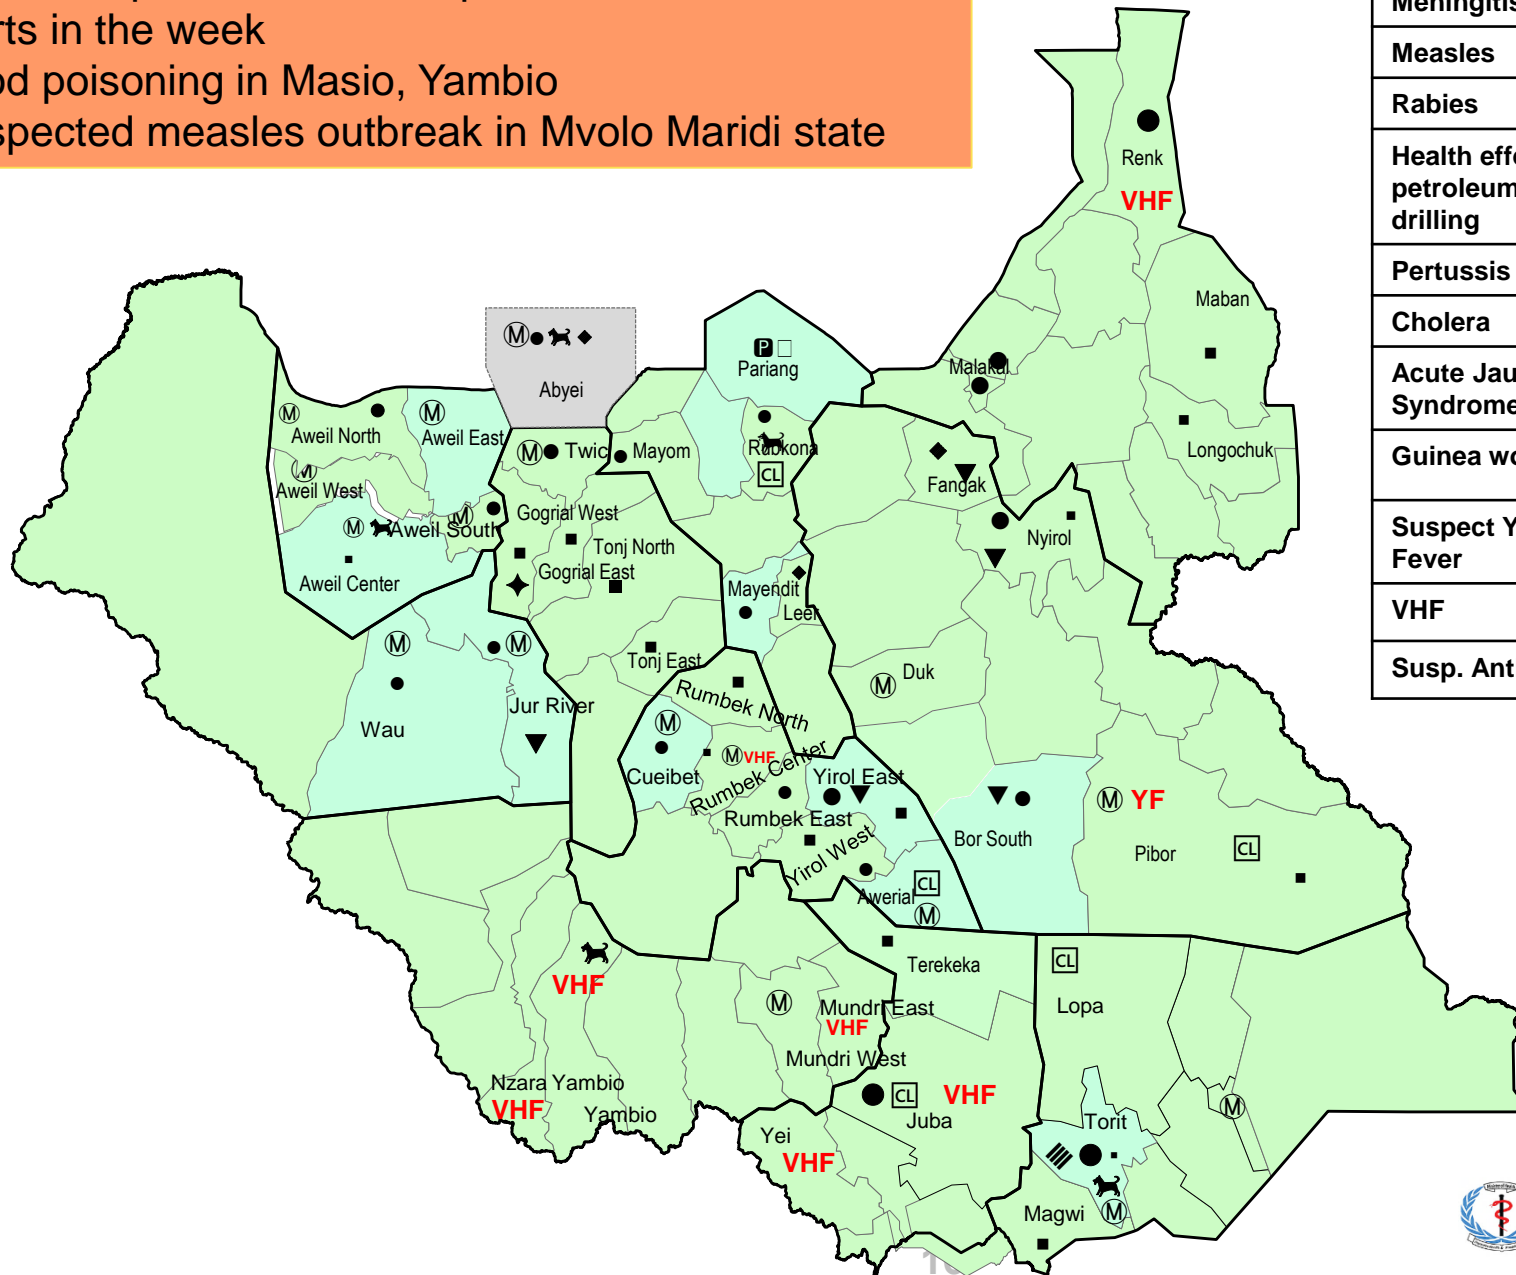 rts in the week
od poisoning in Masio, Yambio
spected measles outbreak in Mvolo Maridi state
Meningitis
Measles
Rabies
Health effe
petroleum
drilling
Pertussis
Cholera
Acute Jau
Syndrome
Guinea wo
Suspect Y
Fever
VHF
Susp. Ant
Renk
VHF
Maban
Malakal
Longochuk
P
Pariang
M
Abyei
M
Aweil North
M
Aweil East
M
Aweil West
M
Aweil South
M
Aweil Center
M
Twic
Mayom
Rubkona
CL
Fangak
Nyirol
Gogrial West
Tonj North
Gogrial East
Mayendit
Leer
Tonj East
M
Wau
M
Jur River
M
Duk
Rumbek North
M
Cueibet
M
VHF
Rumbek Center
Rumbek East
Yirol East
Yirol West
Awerial
CL
M
Bor South
M
YF
Pibor
CL
Terekeka
CL
Lopa
VHF
M
Mundri East
VHF
Mundri West
Nzara Yambio
VHF
Yambio
CL
VHF
Juba
Yei
VHF
Torit
M
M
Magwi